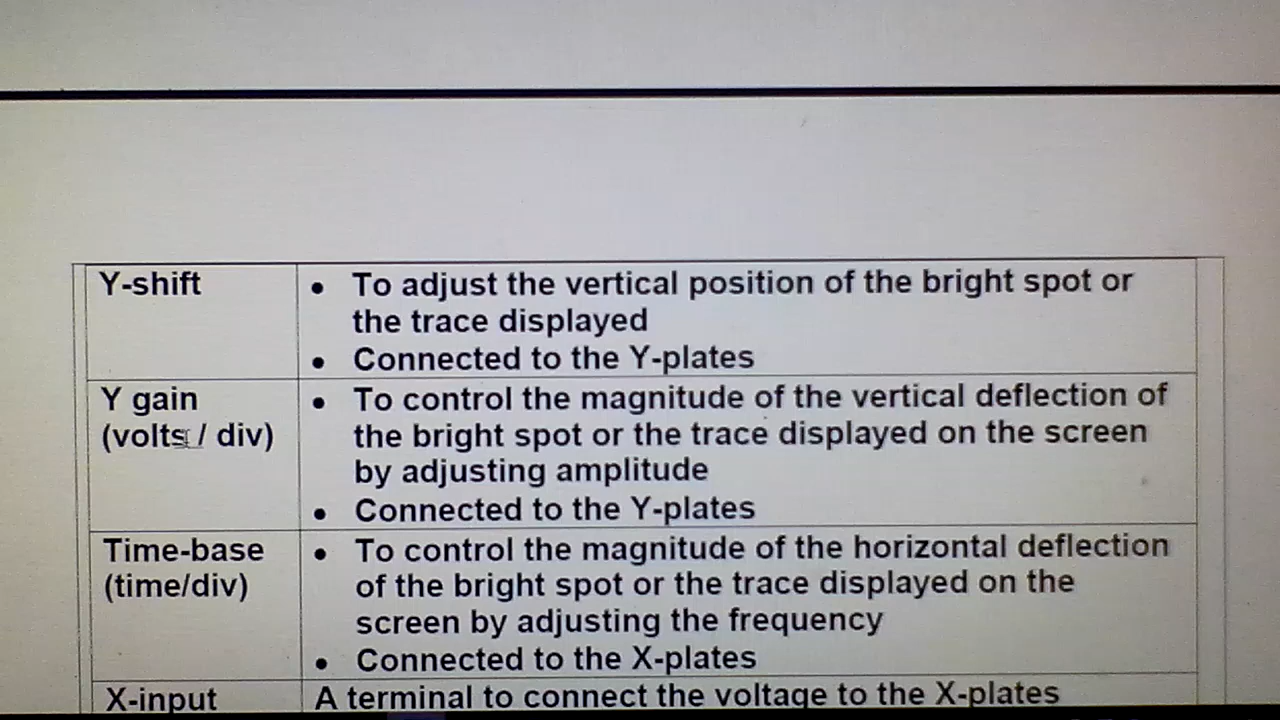 Y-shift
• To adjust the vertical position of the bright spot or
the trace displayed
• Connected to the Y-plates
Y gain
(volts / div)
• To control the magnitude of the vertical deflection of
the bright spot or the trace displayed on the screen
by adjusting amplitude
• Connected to the Y-plates
Time-base
(time/div)
• To control the magnitude of the horizontal deflection
of the bright spot or the trace displayed on the
screen by adjusting the frequency
• Connected to the X-plates
X-input
A terminal to connect the voltage to the X-plates